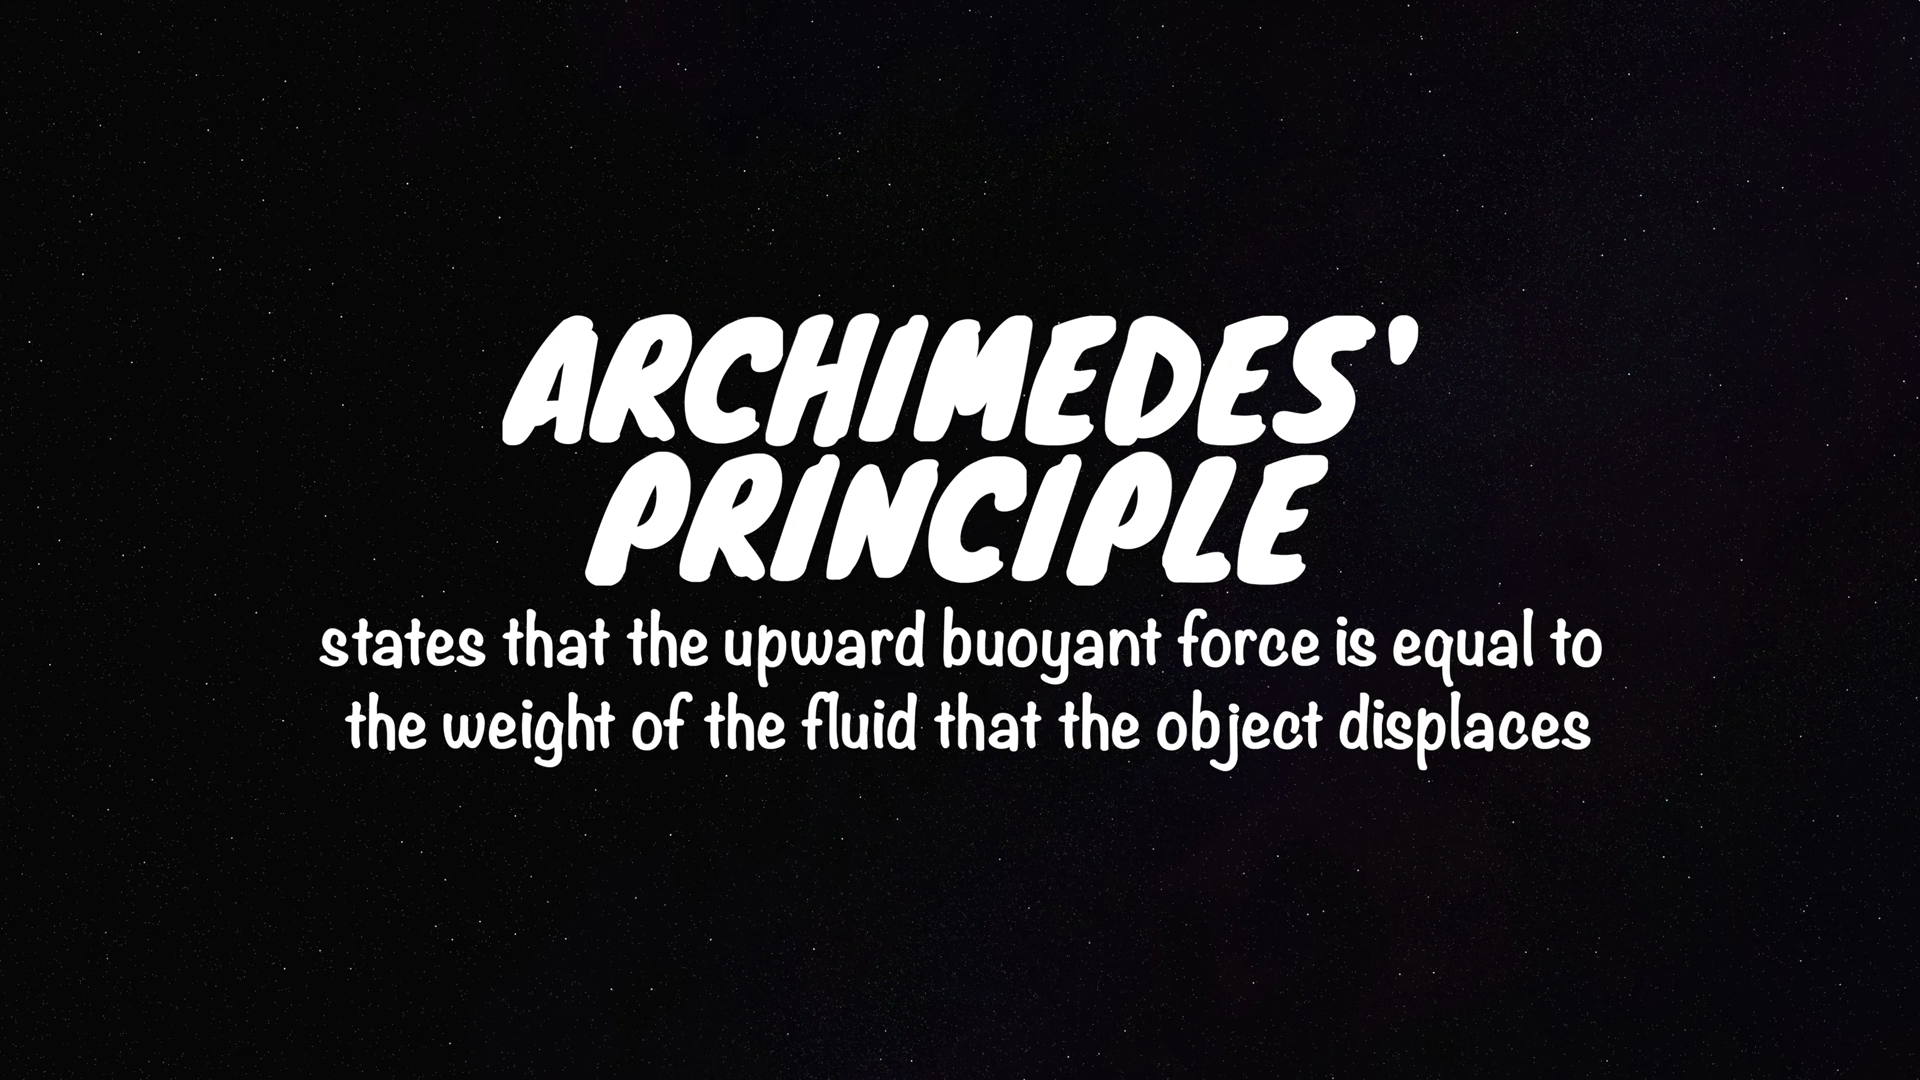 ARCHIMEDES'
PRINCIPLE
states that the upward buoyant force is equal to
the weight of the fluid that the object displaces